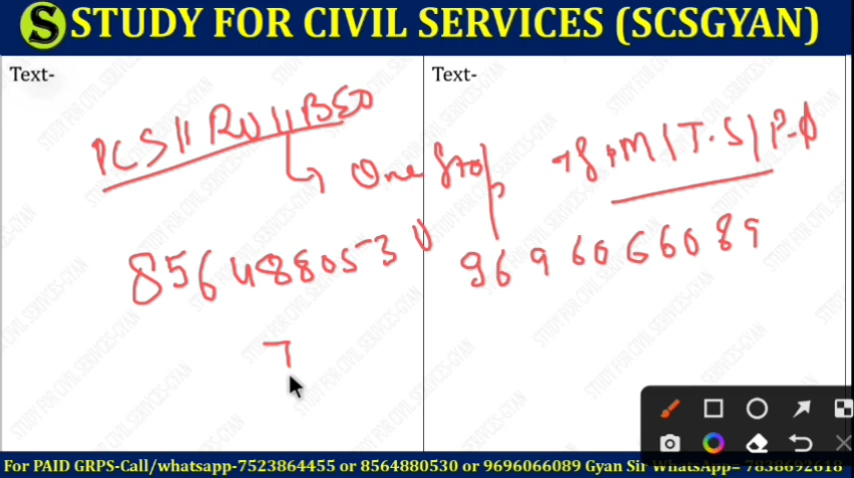 S STUDY FOR CIVIL SERVICES (SCSGYAN)
Text- Text-
PCS || RO || BEO
One Stop
M | T.S | P-D
8564880530 9696066089
7
For PAID GRPS-Call/whatsapp-7523864455 or 8564880530 or 9696066089 Gyan Sir WhatsApp= 7838692618